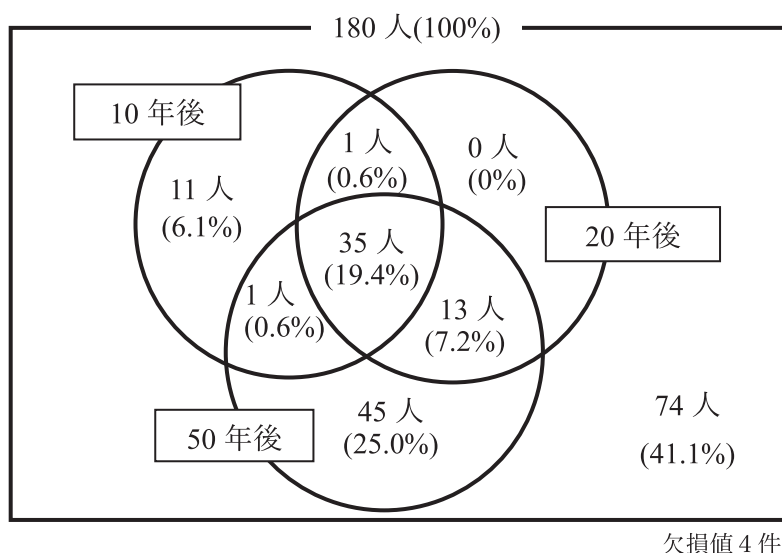 180 人(100%)
10 年後
1 人
(0.6%)
0 人
(0%)
11 人
(6.1%)
20 年後
35 人
(19.4%)
1 人
(0.6%)
13 人
(7.2%)
50 年後
45 人
(25.0%)
74 人
(41.1%)
欠損値 4 件